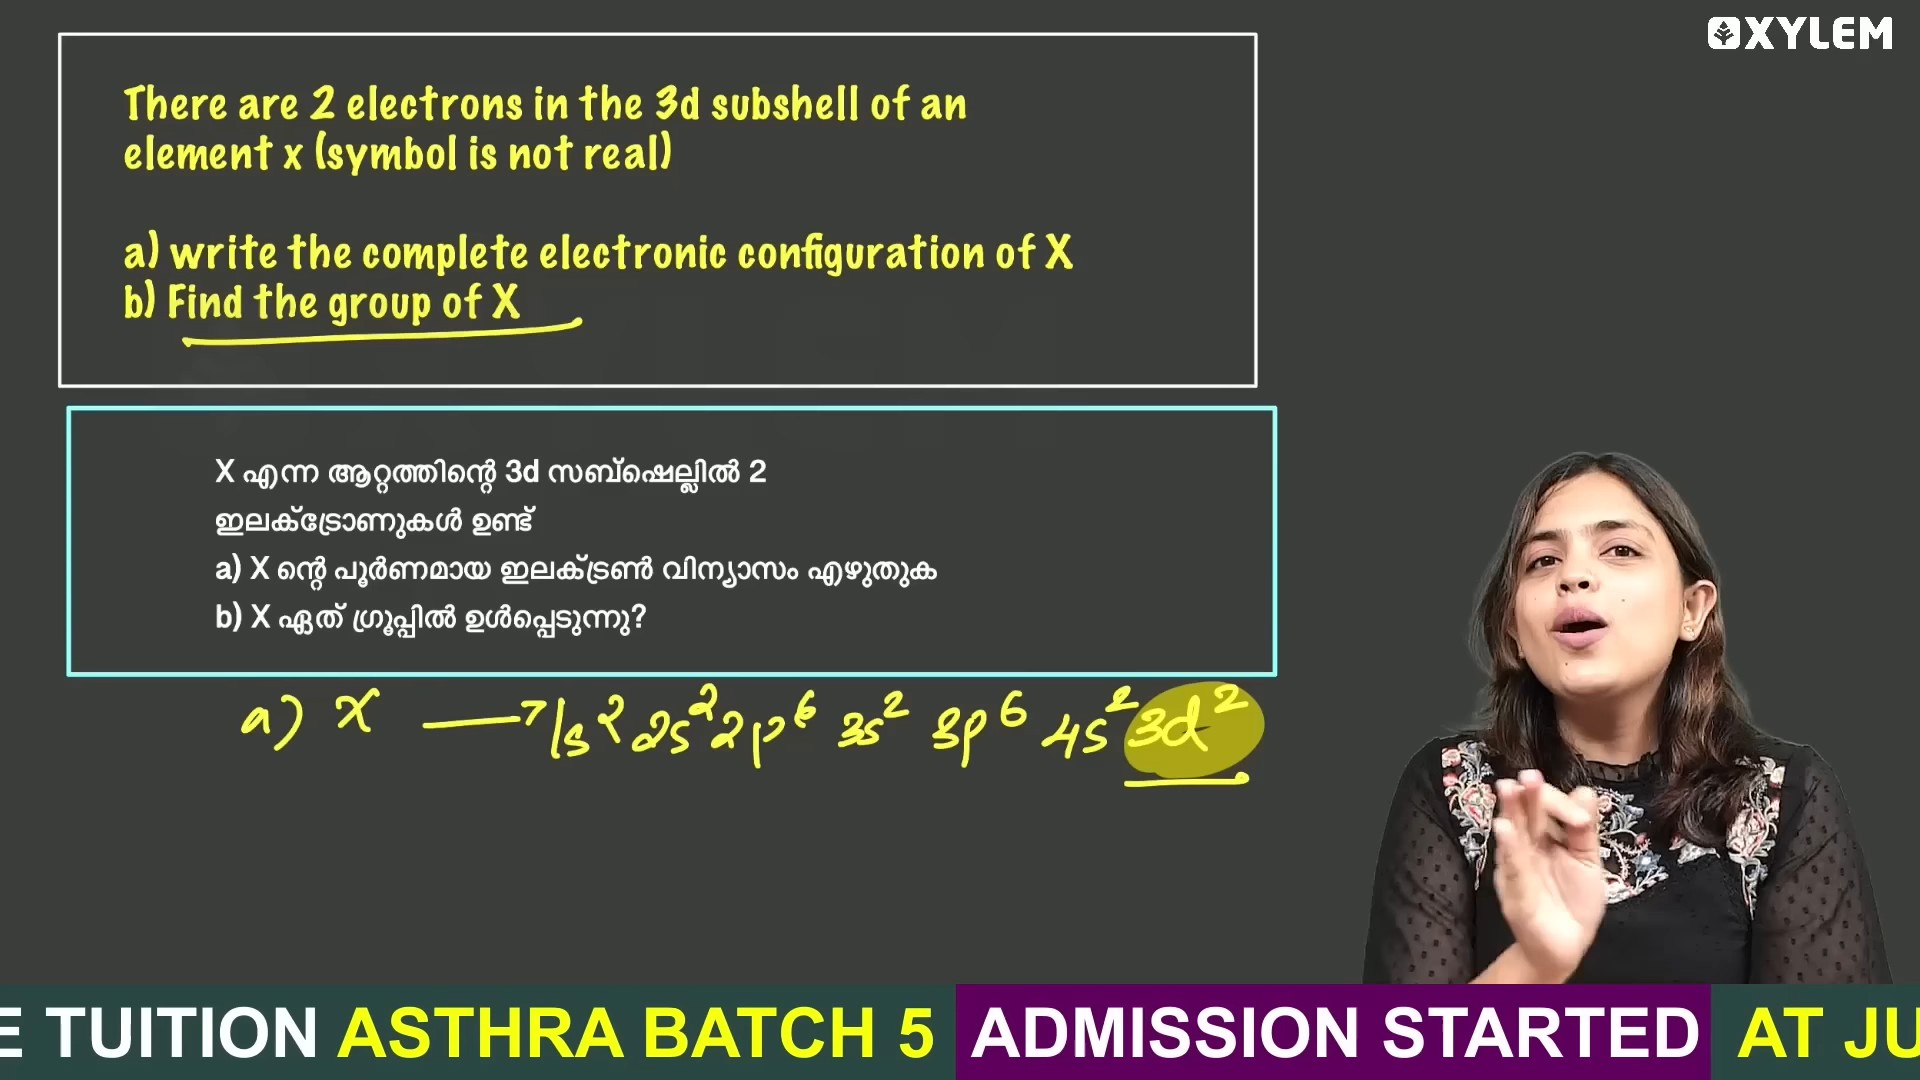 XYLEM
There are 2 electrons in the 3d subshell of an
element x (symbol is not real)
a) write the complete electronic configuration of X
b) Find the group of X
X എന്ന ആറ്റത്തിന്റെ 3d സബ്ഷെല്ലിൽ 2
ഇലക്ട്രോണുകൾ ഉണ്ട്
a) X ന്റെ പൂർണമായ ഇലക്ട്രൺ വിന്യാസം എഴുതുക
b) X ഏത് ഗ്രൂപ്പിൽ ഉൾപ്പെടുന്നു?
a) X → 1s² 2s² 2p⁶ 3s² 3p⁶ 4s² 3d²
E TUITION ASTHRA BATCH 5 ADMISSION STARTED AT JU